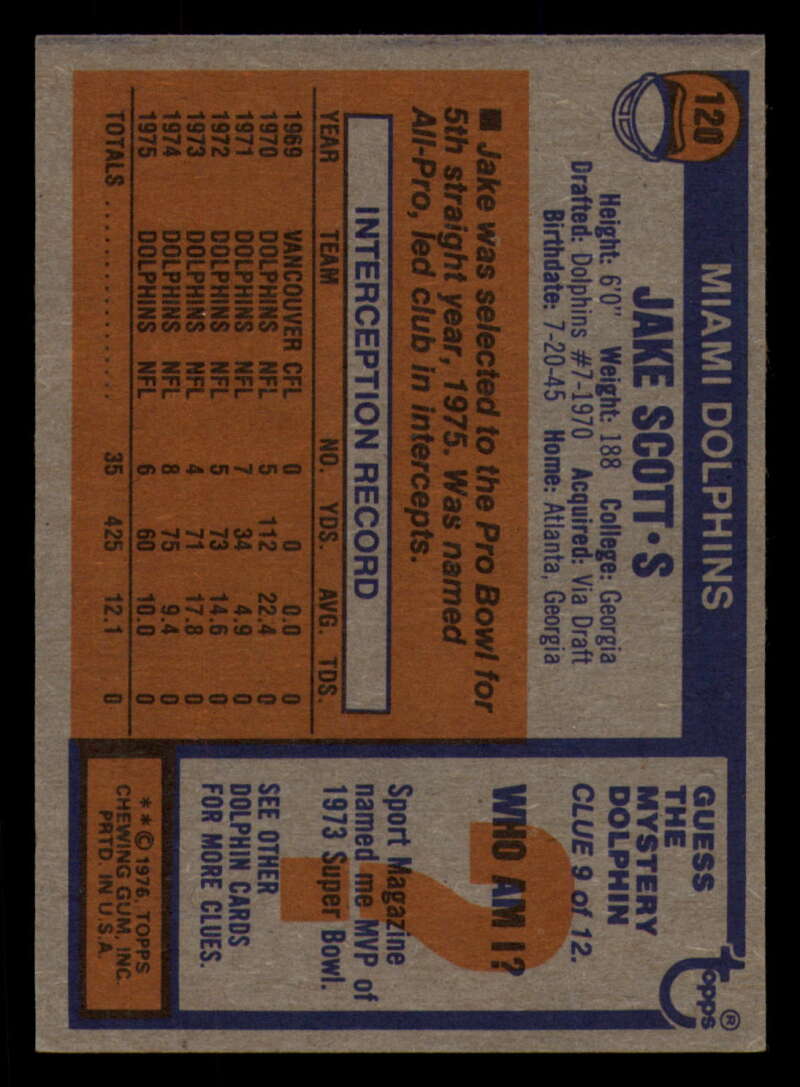 120
MIAMI DOLPHINS
JAKE SCOTT • S
Height: 6'0" Weight: 188 College: Georgia
Drafted: Dolphins #7-1970 Acquired: Via Draft
Birthdate: 7-20-45 Home: Atlanta, Georgia
■ Jake was selected to the Pro Bowl for
5th straight year, 1975. Was named
All-Pro, led club in intercepts.
INTERCEPTION RECORD
YEAR TEAM NO. YDS. AVG. TDS.
1969 VANCOUVER CFL 0 0 0.0 0
1970 DOLPHINS NFL 5 112 22.4 0
1971 DOLPHINS NFL 7 34 4.9 0
1972 DOLPHINS NFL 5 73 14.6 0
1973 DOLPHINS NFL 4 71 17.8 0
1974 DOLPHINS NFL 8 75 9.4 0
1975 DOLPHINS NFL 6 60 10.0 0
TOTALS .................... 35 425 12.1 0
topps®
GUESS
THE
MYSTERY
DOLPHIN
CLUE 9 of 12.
?
WHO AM I?
Sport Magazine
named me MVP of
1973 Super Bowl.
SEE OTHER
DOLPHIN CARDS
FOR MORE CLUES.
**© 1976, TOPPS
CHEWING GUM, INC.
PRTD. IN U.S.A.